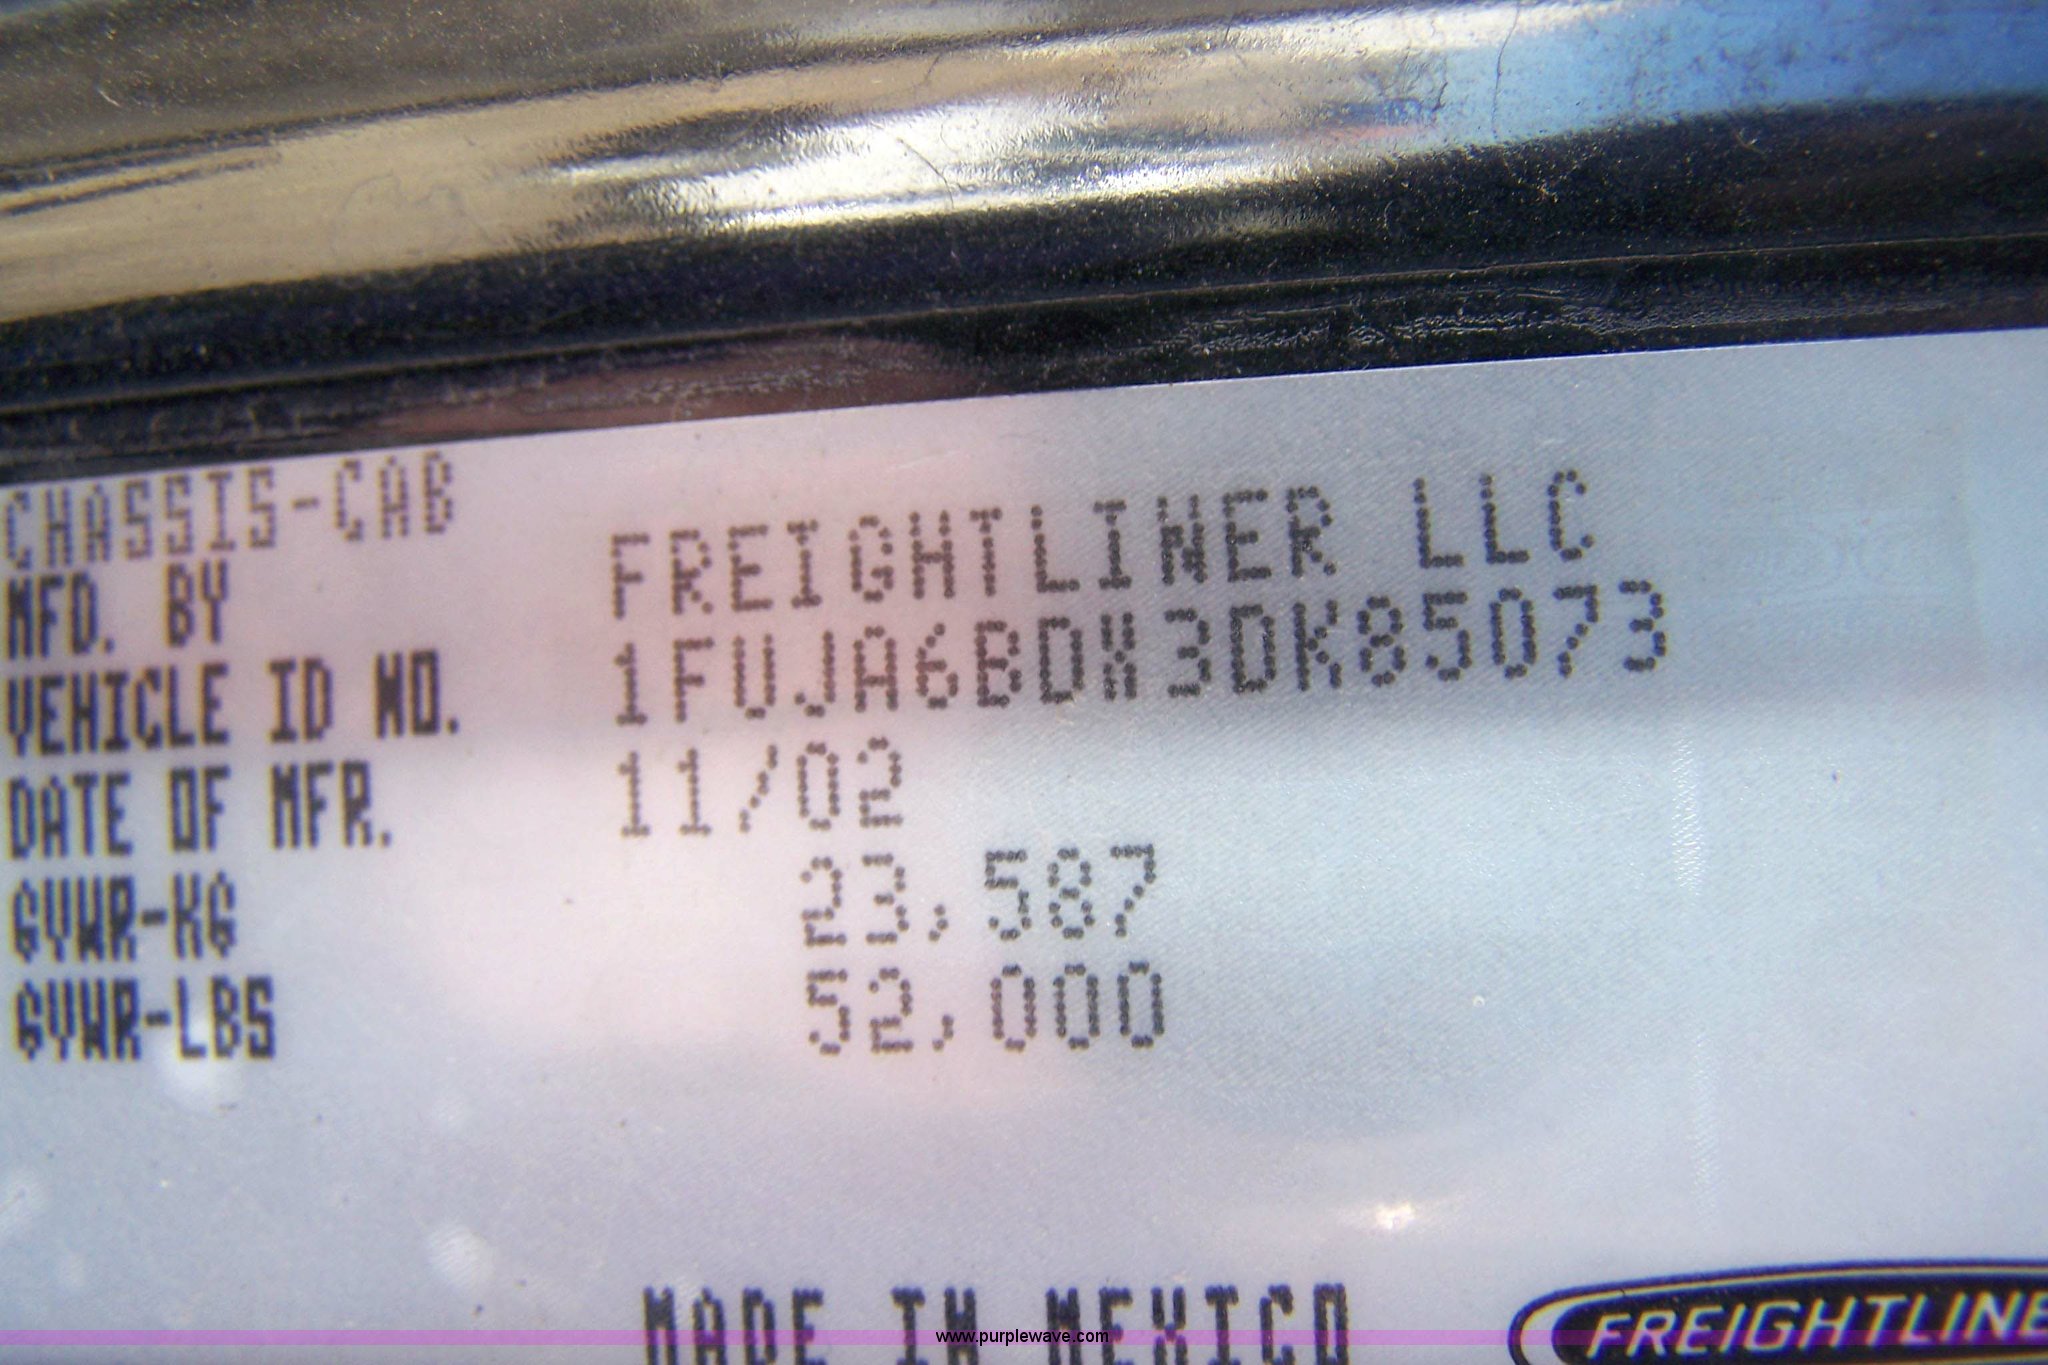 CHASSIS-CAB
MFD. BY FREIGHTLINER LLC
VEHICLE ID NO. 1FUJA6BDX3DK85073
DATE OF MFR. 11/02
GVWR-KG 23,587
GVWR-LBS 52,000
MADE IN MEXICO
FREIGHTLINE
www.purplewave.com